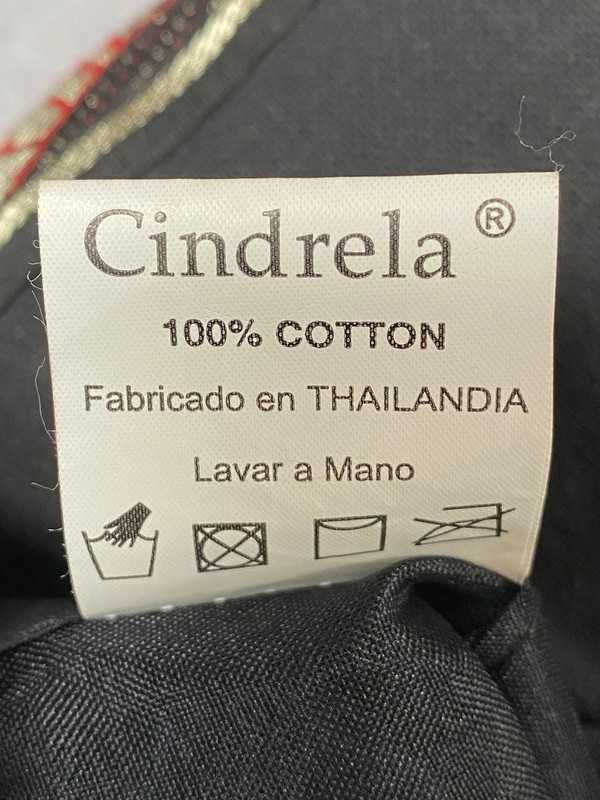 Cindrela ®
100% COTTON
Fabricado en THAILANDIA
Lavar a Mano